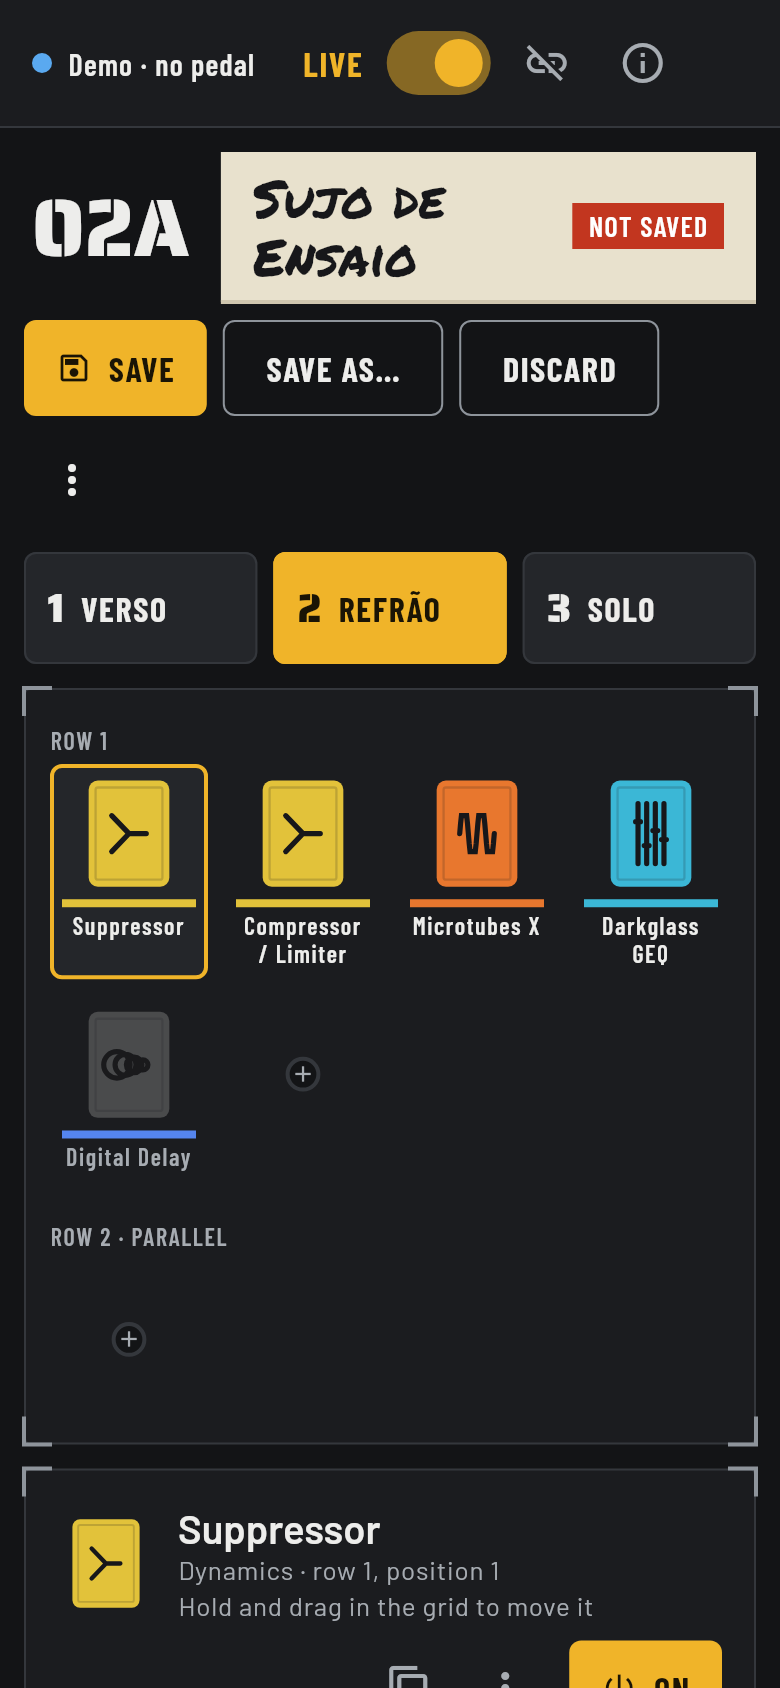 Demo · no pedal
LIVE
02A
Sujo de
Ensaio
NOT SAVED
SAVE
SAVE AS...
DISCARD
1 VERSO
2 REFRÃO
3 SOLO
ROW 1
Suppressor
Compressor
/ Limiter
Microtubes X
Darkglass
GEQ
Digital Delay
ROW 2 · PARALLEL
Suppressor
Dynamics · row 1, position 1
Hold and drag in the grid to move it
ON